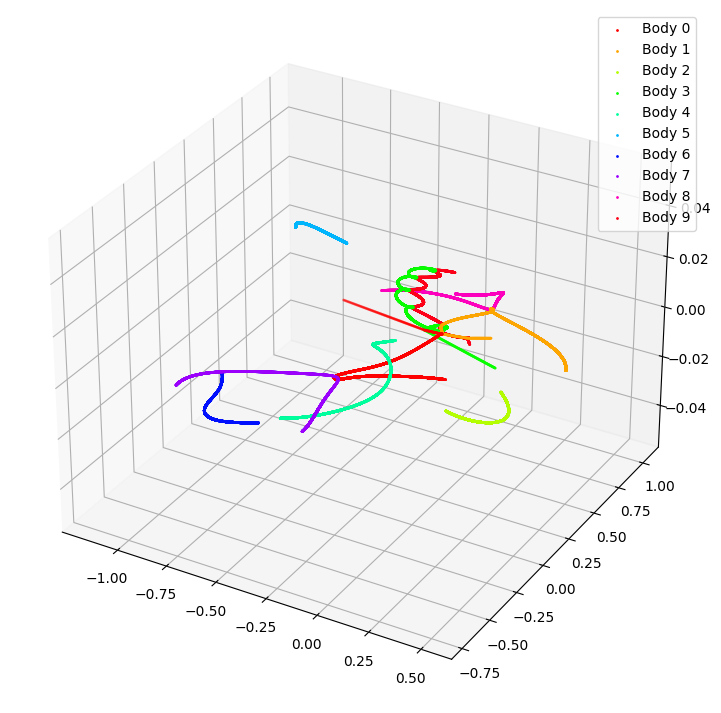 Body 0
Body 1
Body 2
Body 3
Body 4
Body 5
Body 6
Body 7
Body 8
Body 9
0.04
0.02
0.00
−0.02
−0.04
1.00
0.75
0.50
0.25
0.00
−0.25
−0.50
−0.75
−1.00
−0.75
−0.50
−0.25
0.00
0.25
0.50